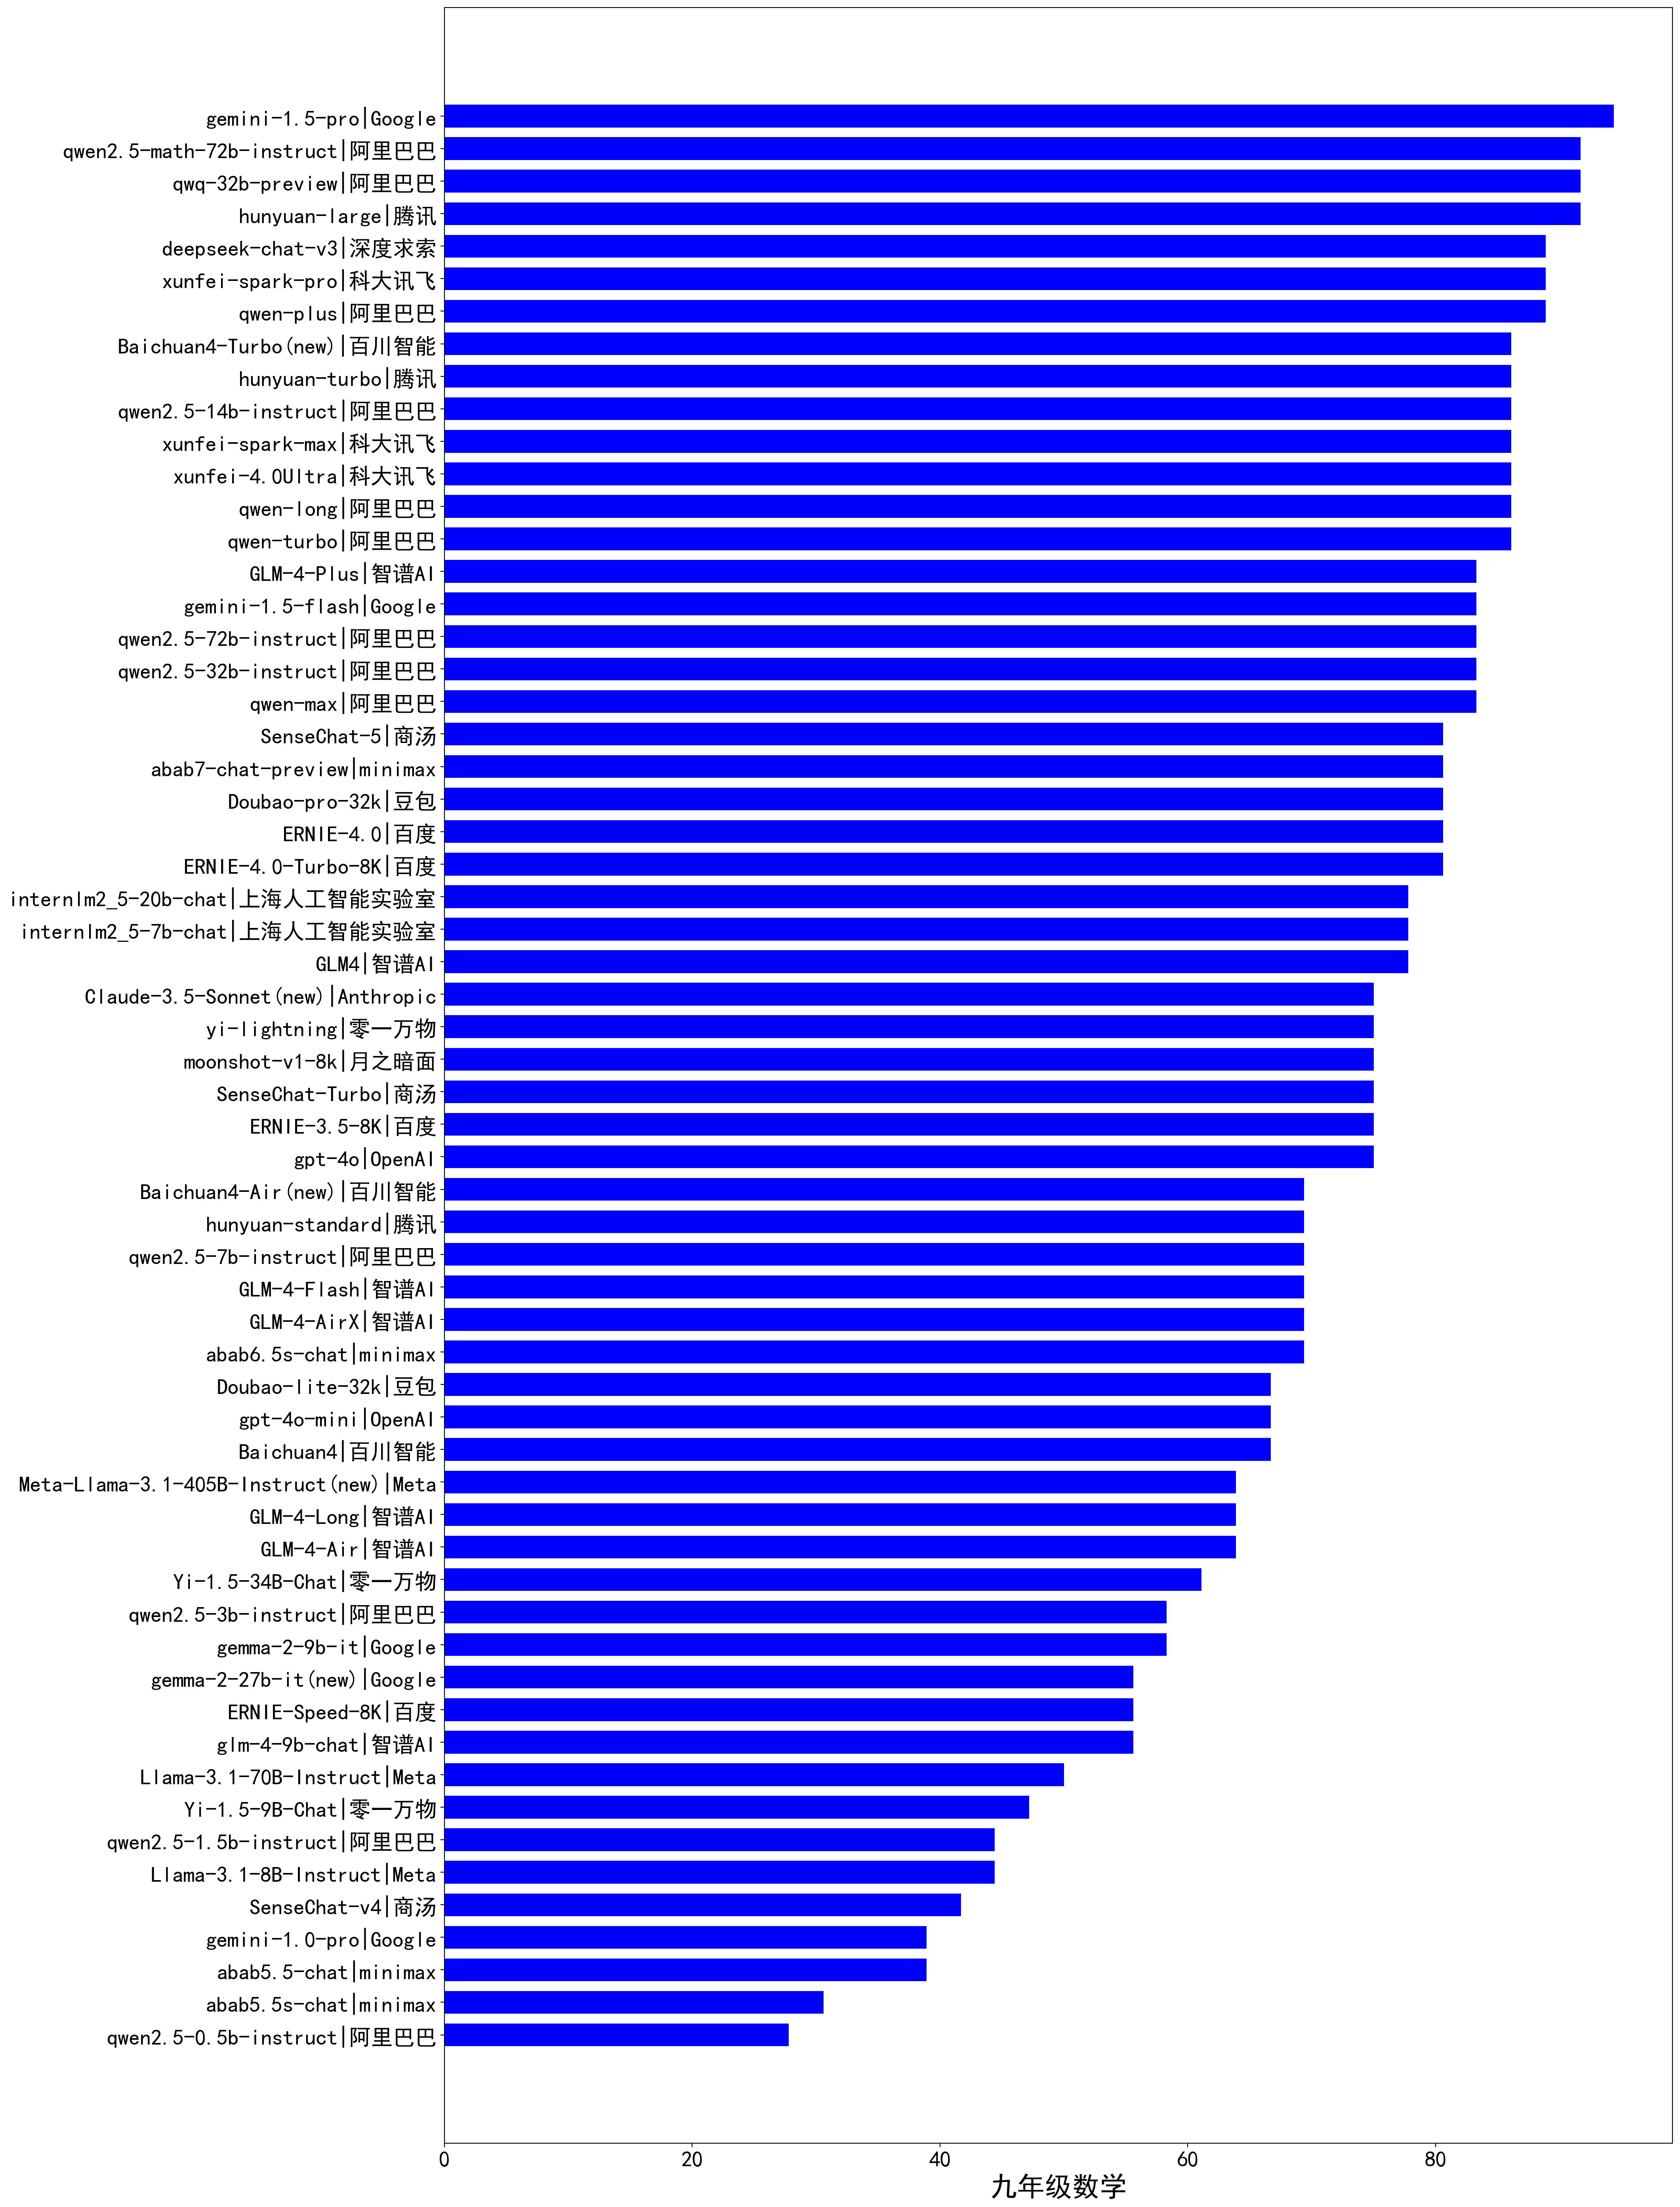 gemini-1.5-pro|Google
qwen2.5-math-72b-instruct|阿里巴巴
qwq-32b-preview|阿里巴巴
hunyuan-large|腾讯
deepseek-chat-v3|深度求索
xunfei-spark-pro|科大讯飞
qwen-plus|阿里巴巴
Baichuan4-Turbo(new)|百川智能
hunyuan-turbo|腾讯
qwen2.5-14b-instruct|阿里巴巴
xunfei-spark-max|科大讯飞
xunfei-4.0Ultra|科大讯飞
qwen-long|阿里巴巴
qwen-turbo|阿里巴巴
GLM-4-Plus|智谱AI
gemini-1.5-flash|Google
qwen2.5-72b-instruct|阿里巴巴
qwen2.5-32b-instruct|阿里巴巴
qwen-max|阿里巴巴
SenseChat-5|商汤
abab7-chat-preview|minimax
Doubao-pro-32k|豆包
ERNIE-4.0|百度
ERNIE-4.0-Turbo-8K|百度
internlm2_5-20b-chat|上海人工智能实验室
internlm2_5-7b-chat|上海人工智能实验室
GLM4|智谱AI
Claude-3.5-Sonnet(new)|Anthropic
yi-lightning|零一万物
moonshot-v1-8k|月之暗面
SenseChat-Turbo|商汤
ERNIE-3.5-8K|百度
gpt-4o|OpenAI
Baichuan4-Air(new)|百川智能
hunyuan-standard|腾讯
qwen2.5-7b-instruct|阿里巴巴
GLM-4-Flash|智谱AI
GLM-4-AirX|智谱AI
abab6.5s-chat|minimax
Doubao-lite-32k|豆包
gpt-4o-mini|OpenAI
Baichuan4|百川智能
Meta-Llama-3.1-405B-Instruct(new)|Meta
GLM-4-Long|智谱AI
GLM-4-Air|智谱AI
Yi-1.5-34B-Chat|零一万物
qwen2.5-3b-instruct|阿里巴巴
gemma-2-9b-it|Google
gemma-2-27b-it(new)|Google
ERNIE-Speed-8K|百度
glm-4-9b-chat|智谱AI
Llama-3.1-70B-Instruct|Meta
Yi-1.5-9B-Chat|零一万物
qwen2.5-1.5b-instruct|阿里巴巴
Llama-3.1-8B-Instruct|Meta
SenseChat-v4|商汤
gemini-1.0-pro|Google
abab5.5-chat|minimax
abab5.5s-chat|minimax
qwen2.5-0.5b-instruct|阿里巴巴
0 20 40 60 80
九年级数学